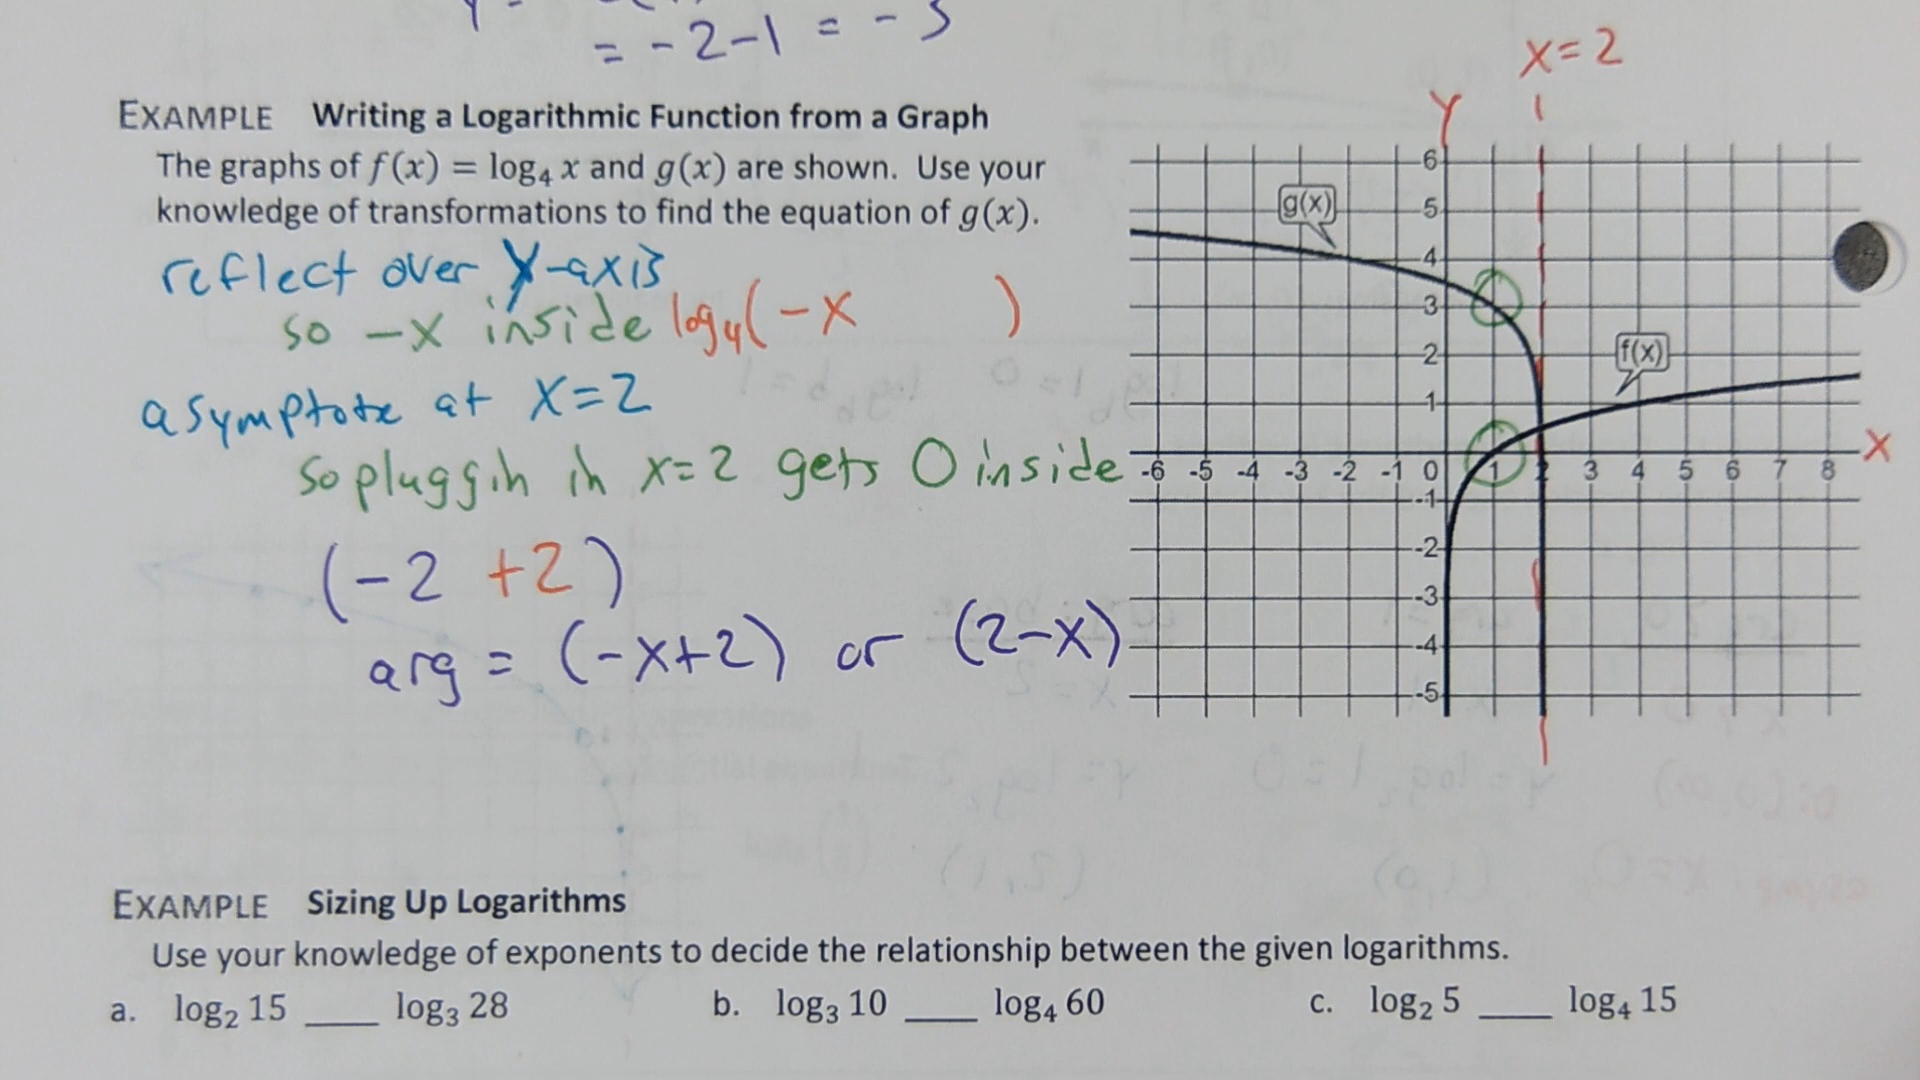 = -2-1 = -3
x=2
EXAMPLE Writing a Logarithmic Function from a Graph
The graphs of f(x) = log₄ x and g(x) are shown. Use your
knowledge of transformations to find the equation of g(x).
reflect over y-axis
so -x inside log₄(-x )
asymptote at x=2
so pluggin in x=2 gets 0 inside
(-2 +2)
arg = (-x+2) or (2-x)
Y
g(x)
f(x)
X
6
5
4
3
2
1
-6 -5 -4 -3 -2 -1 0 1 2 3 4 5 6 7 8
-1
-2
-3
-4
-5
EXAMPLE Sizing Up Logarithms
Use your knowledge of exponents to decide the relationship between the given logarithms.
a. log₂ 15 ____ log₃ 28 b. log₃ 10 ____ log₄ 60 c. log₂ 5 ____ log₄ 15